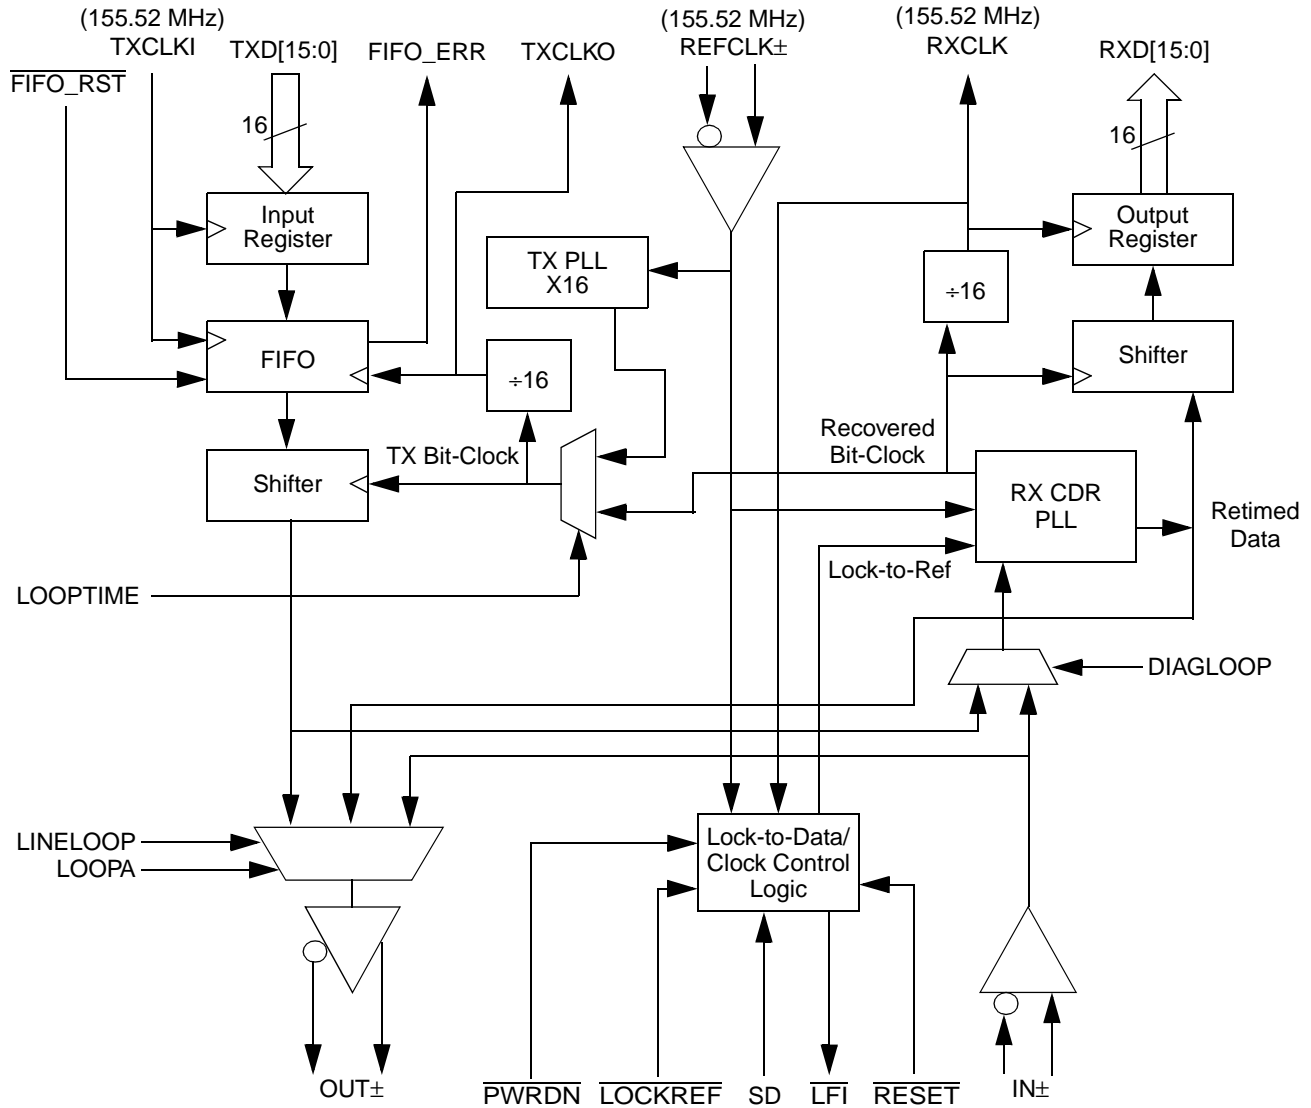 (155.52 MHz)
TXCLKI
TXD[15:0]
FIFO_ERR
TXCLKO
(155.52 MHz)
REFCLK±
(155.52 MHz)
RXCLK
RXD[15:0]
FIFO_RST
16
16
Input
Register
Output
Register
TX PLL
X16
÷16
FIFO
÷16
Shifter
Shifter
TX Bit-Clock
Recovered
Bit-Clock
RX CDR
PLL
Retimed
Data
Lock-to-Ref
LOOPTIME
DIAGLOOP
LINELOOP
LOOPA
Lock-to-Data/
Clock Control
Logic
OUT±
PWRDN
LOCKREF
SD
LFI
RESET
IN±